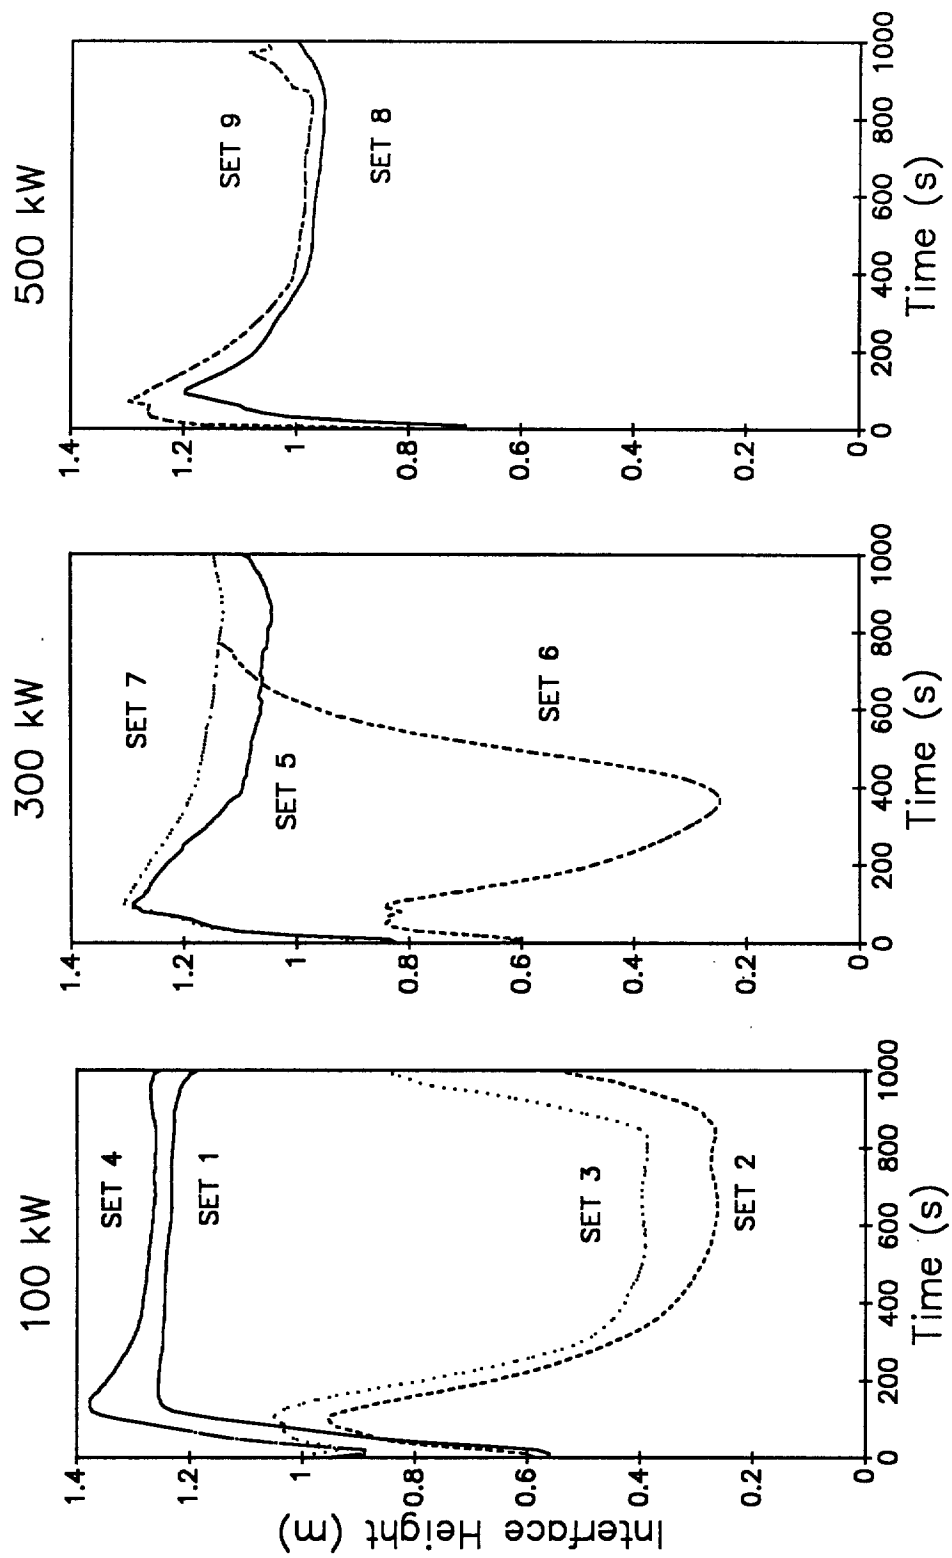 100 kW
Interface Height (m)
1.4
1.2
1
0.8
0.6
0.4
0.2
0
SET 4
SET 1
SET 3
SET 2
0
200
400
600
800
1000
Time (s)
300 kW
1.4
1.2
1
0.8
0.6
0.4
0.2
0
SET 7
SET 5
SET 6
0
200
400
600
800
1000
Time (s)
500 kW
1.4
1.2
1
0.8
0.6
0.4
0.2
0
SET 9
SET 8
0
200
400
600
800
1000
Time (s)